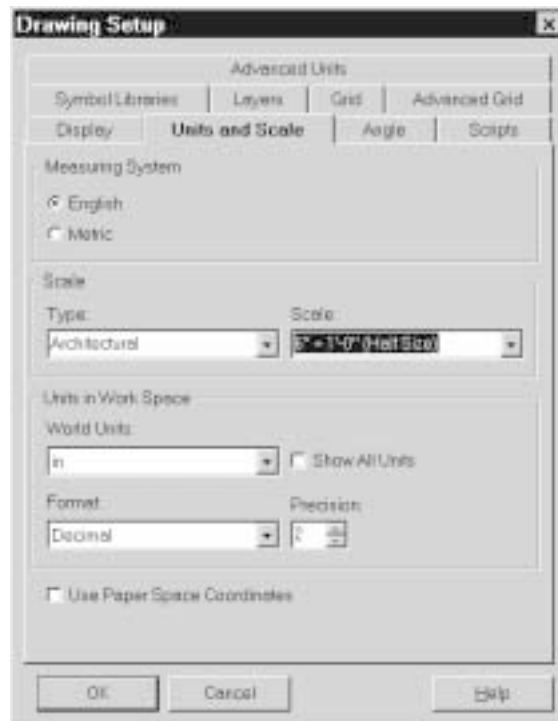 Drawing Setup
Advanced Units
Symbol Libraries Layers Grid Advanced Grid
Display Units and Scale Angle Scripts
Measuring System
English
Metric
Scale
Type: Scale:
Architectural 6" = 1'-0" (Half Size)
Units in Work Space
World Units:
in Show All Units
Format: Precision:
Decimal 2
Use Paper Space Coordinates
OK Cancel Help